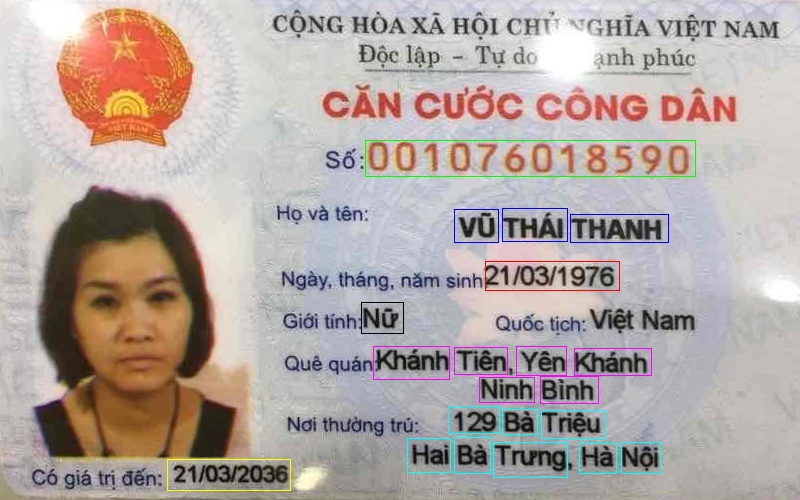 CỘNG HÒA XÃ HỘI CHỦ NGHĨA VIỆT NAM
Độc lập – Tự do ạnh phúc
CĂN CƯỚC CÔNG DÂN
Số: 001076018590
Họ và tên: VŨ THÁI THANH
Ngày, tháng, năm sinh 21/03/1976
Giới tính: Nữ Quốc tịch: Việt Nam
Quê quán Khánh Tiên, Yên Khánh
Ninh Bình
Nơi thường trú: 129 Bà Triệu
Hai Bà Trưng, Hà Nội
Có giá trị đến: 21/03/2036
VIỆT NAM